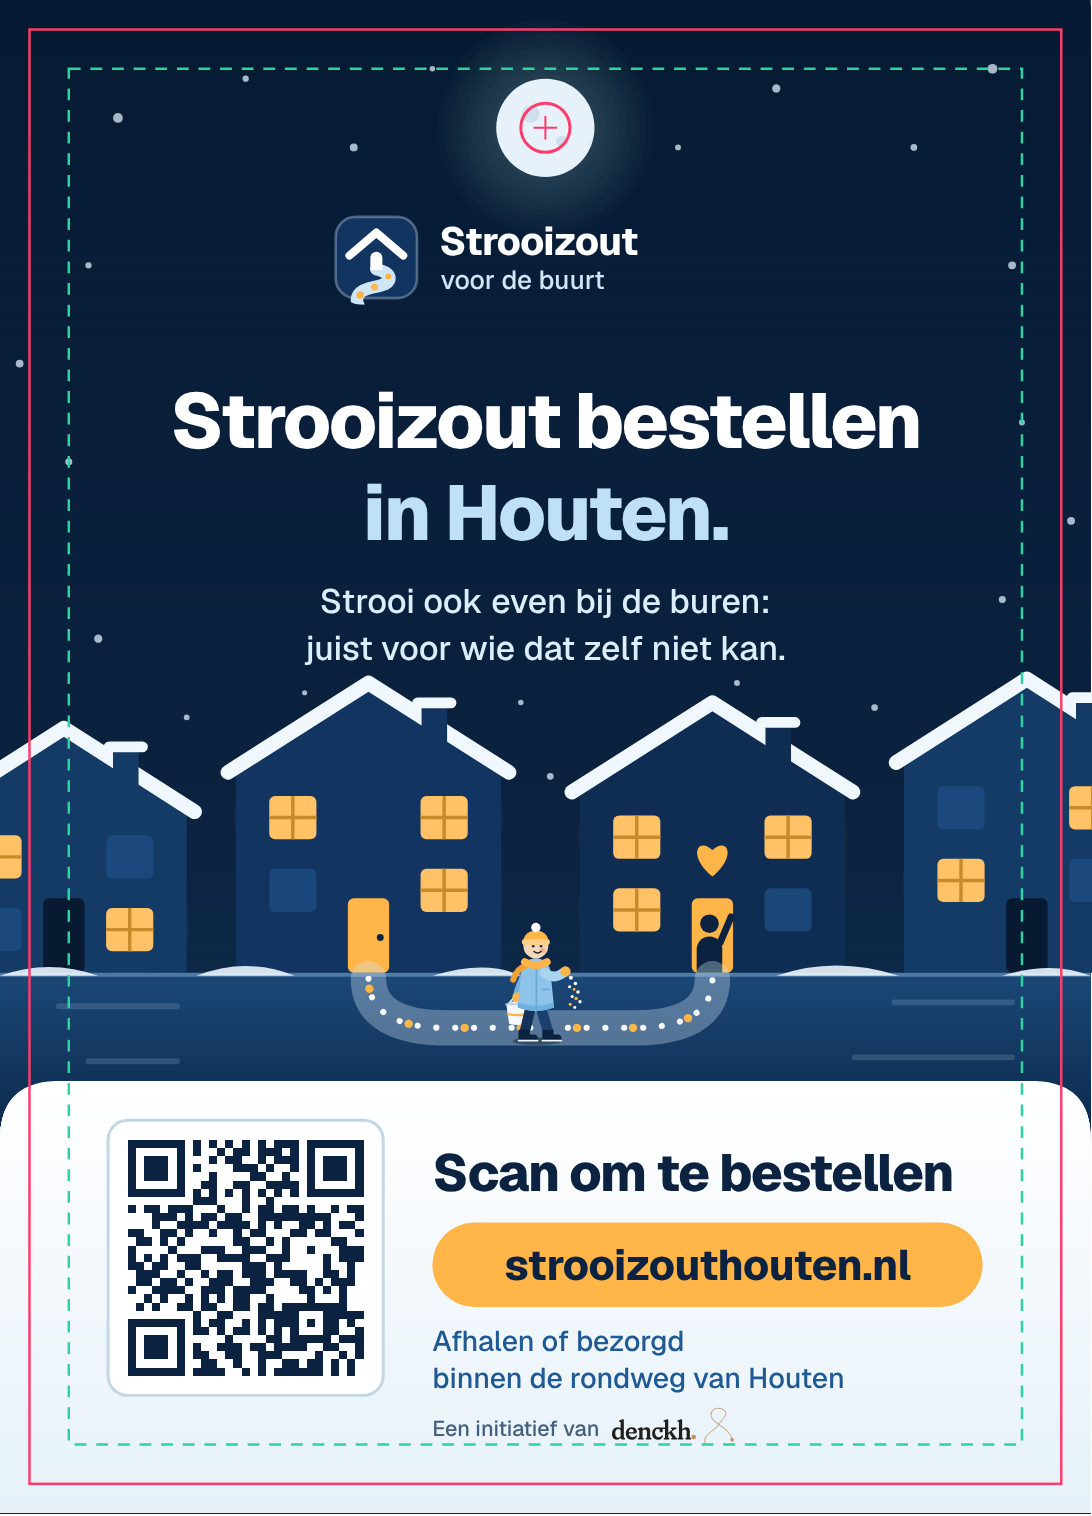 Strooizout
voor de buurt
Strooizout bestellen
in Houten.
Strooi ook even bij de buren:
juist voor wie dat zelf niet kan.
Scan om te bestellen
strooizouthouten.nl
Afhalen of bezorgd
binnen de rondweg van Houten
Een initiatief van denckh.